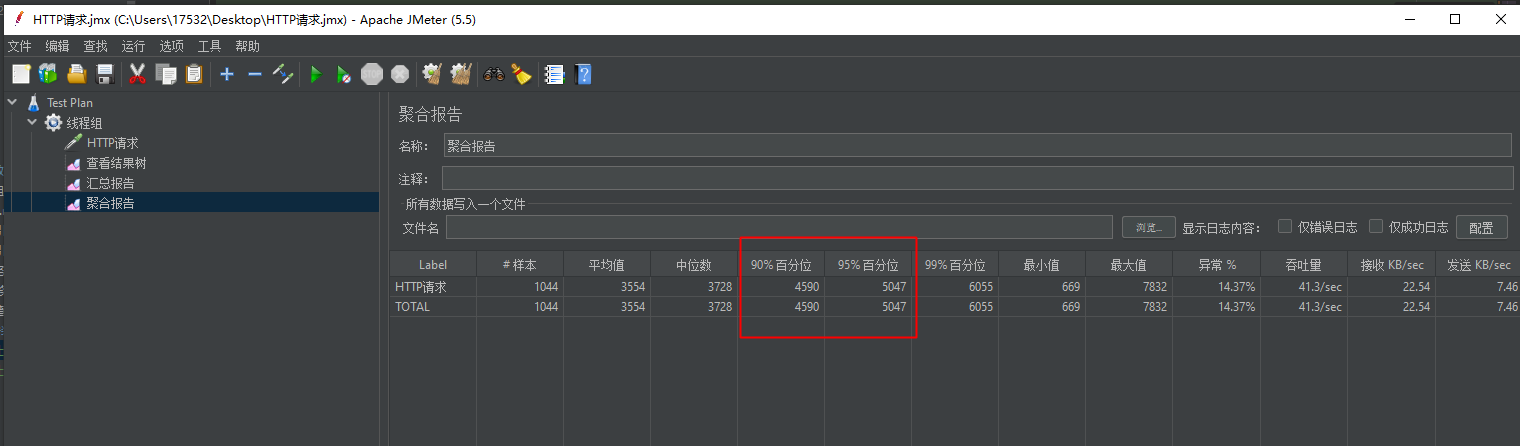 HTTP请求.jmx (C:\Users\17532\Desktop\HTTP请求.jmx) - Apache JMeter (5.5)
文件 编辑 查找 运行 选项 工具 帮助
STOP
Test Plan
线程组
HTTP请求
查看结果树
汇总报告
聚合报告
聚合报告
名称： 聚合报告
注释：
所有数据写入一个文件
文件名 浏览... 显示日志内容： 仅错误日志 仅成功日志 配置
Label # 样本 平均值 中位数 90% 百分位 95% 百分位 99% 百分位 最小值 最大值 异常 % 吞吐量 接收 KB/sec 发送 KB/sec
HTTP请求 1044 3554 3728 4590 5047 6055 669 7832 14.37% 41.3/sec 22.54 7.46
TOTAL 1044 3554 3728 4590 5047 6055 669 7832 14.37% 41.3/sec 22.54 7.46